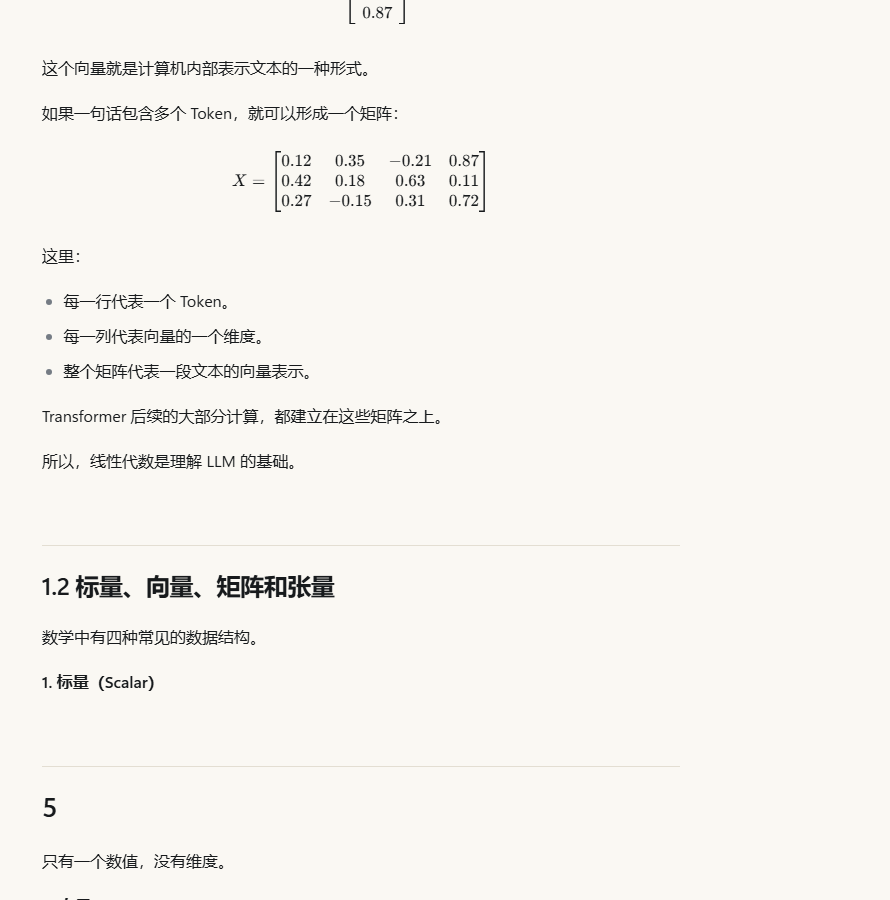 0.87
这个向量就是计算机内部表示文本的一种形式。
如果一句话包含多个 Token，就可以形成一个矩阵：
X =
0.12 0.35 −0.21 0.87
0.42 0.18 0.63 0.11
0.27 −0.15 0.31 0.72
这里：
每一行代表一个 Token。
每一列代表向量的一个维度。
整个矩阵代表一段文本的向量表示。
Transformer 后续的大部分计算，都建立在这些矩阵之上。
所以，线性代数是理解 LLM 的基础。
1.2 标量、向量、矩阵和张量
数学中有四种常见的数据结构。
1. 标量（Scalar）
5
只有一个数值，没有维度。